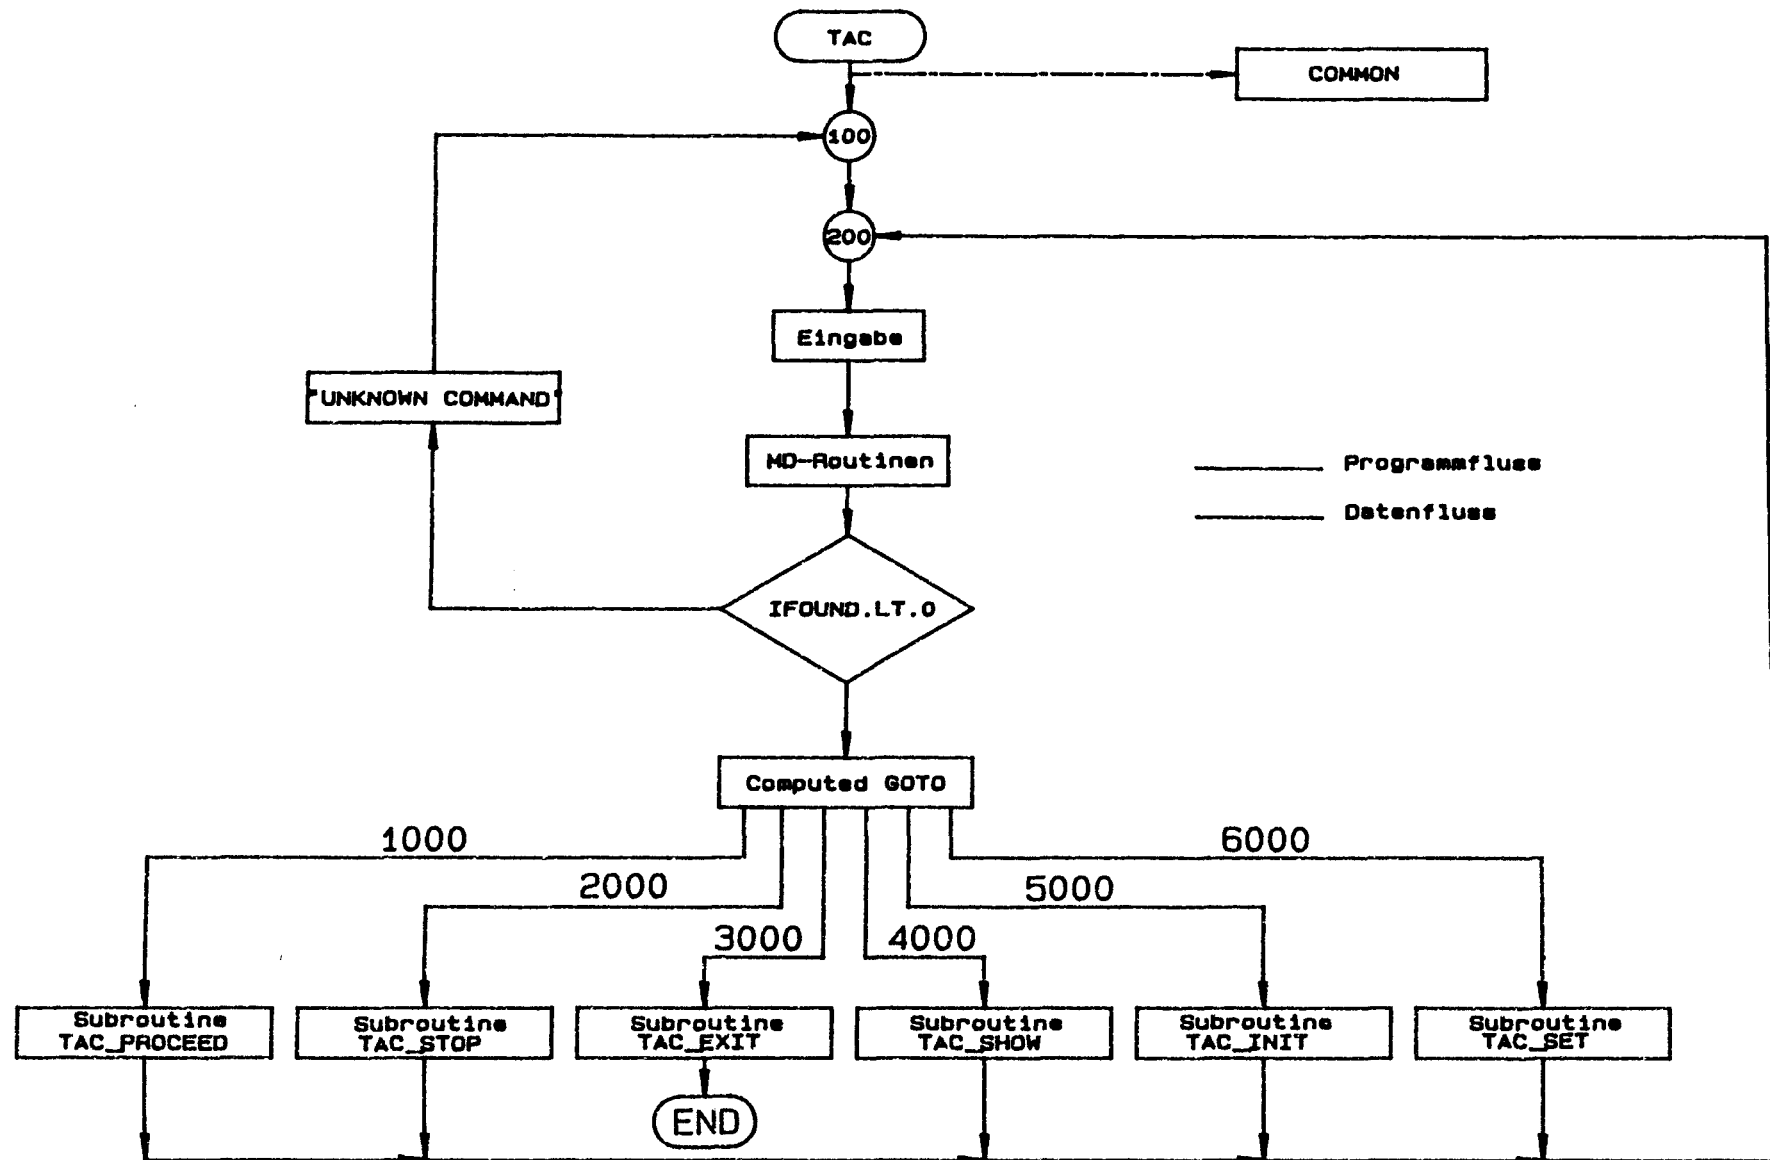 TAC
COMMON
100
200
Eingabe
"UNKNOWN COMMAND"
MD-Routinen
Programmfluss
Datenfluss
IFOUND.LT.0
Computed GOTO
1000
6000
2000
5000
3000
4000
Subroutine
TAC_PROCEED
Subroutine
TAC_STOP
Subroutine
TAC_EXIT
Subroutine
TAC_SHOW
Subroutine
TAC_INIT
Subroutine
TAC_SET
END